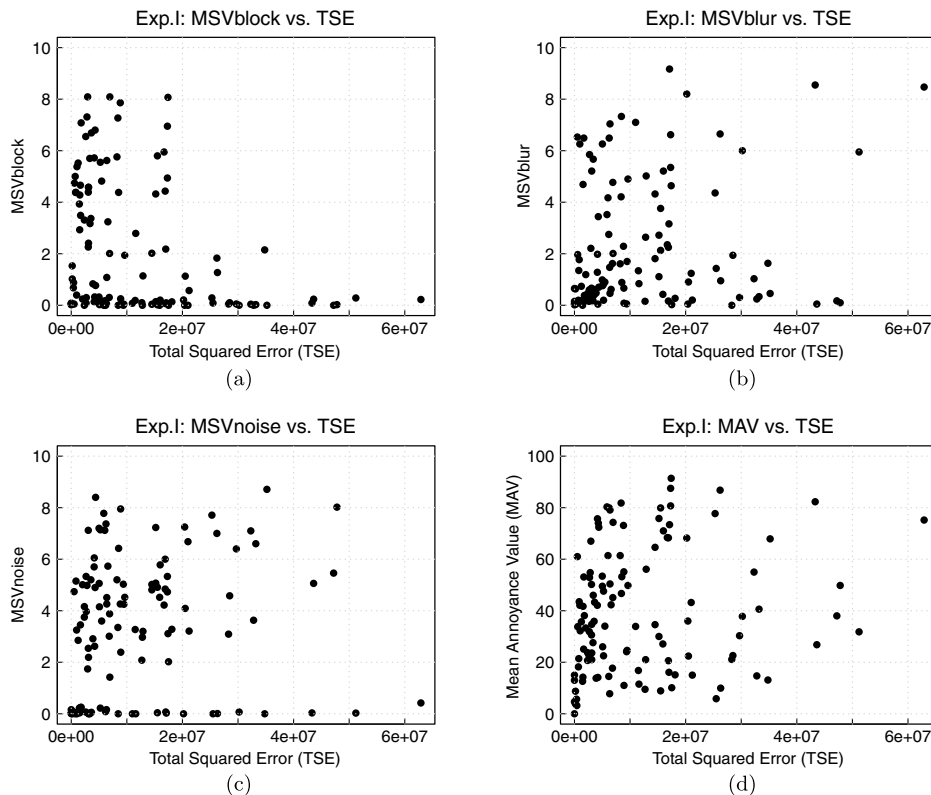 Exp.I: MSVblock vs. TSE
MSVblock
10
8
6
4
2
0
0e+00 2e+07 4e+07 6e+07
Total Squared Error (TSE)
(a)
Exp.I: MSVblur vs. TSE
MSVblur
10
8
6
4
2
0
0e+00 2e+07 4e+07 6e+07
Total Squared Error (TSE)
(b)
Exp.I: MSVnoise vs. TSE
MSVnoise
10
8
6
4
2
0
0e+00 2e+07 4e+07 6e+07
Total Squared Error (TSE)
(c)
Exp.I: MAV vs. TSE
Mean Annoyance Value (MAV)
100
80
60
40
20
0
0e+00 2e+07 4e+07 6e+07
Total Squared Error (TSE)
(d)